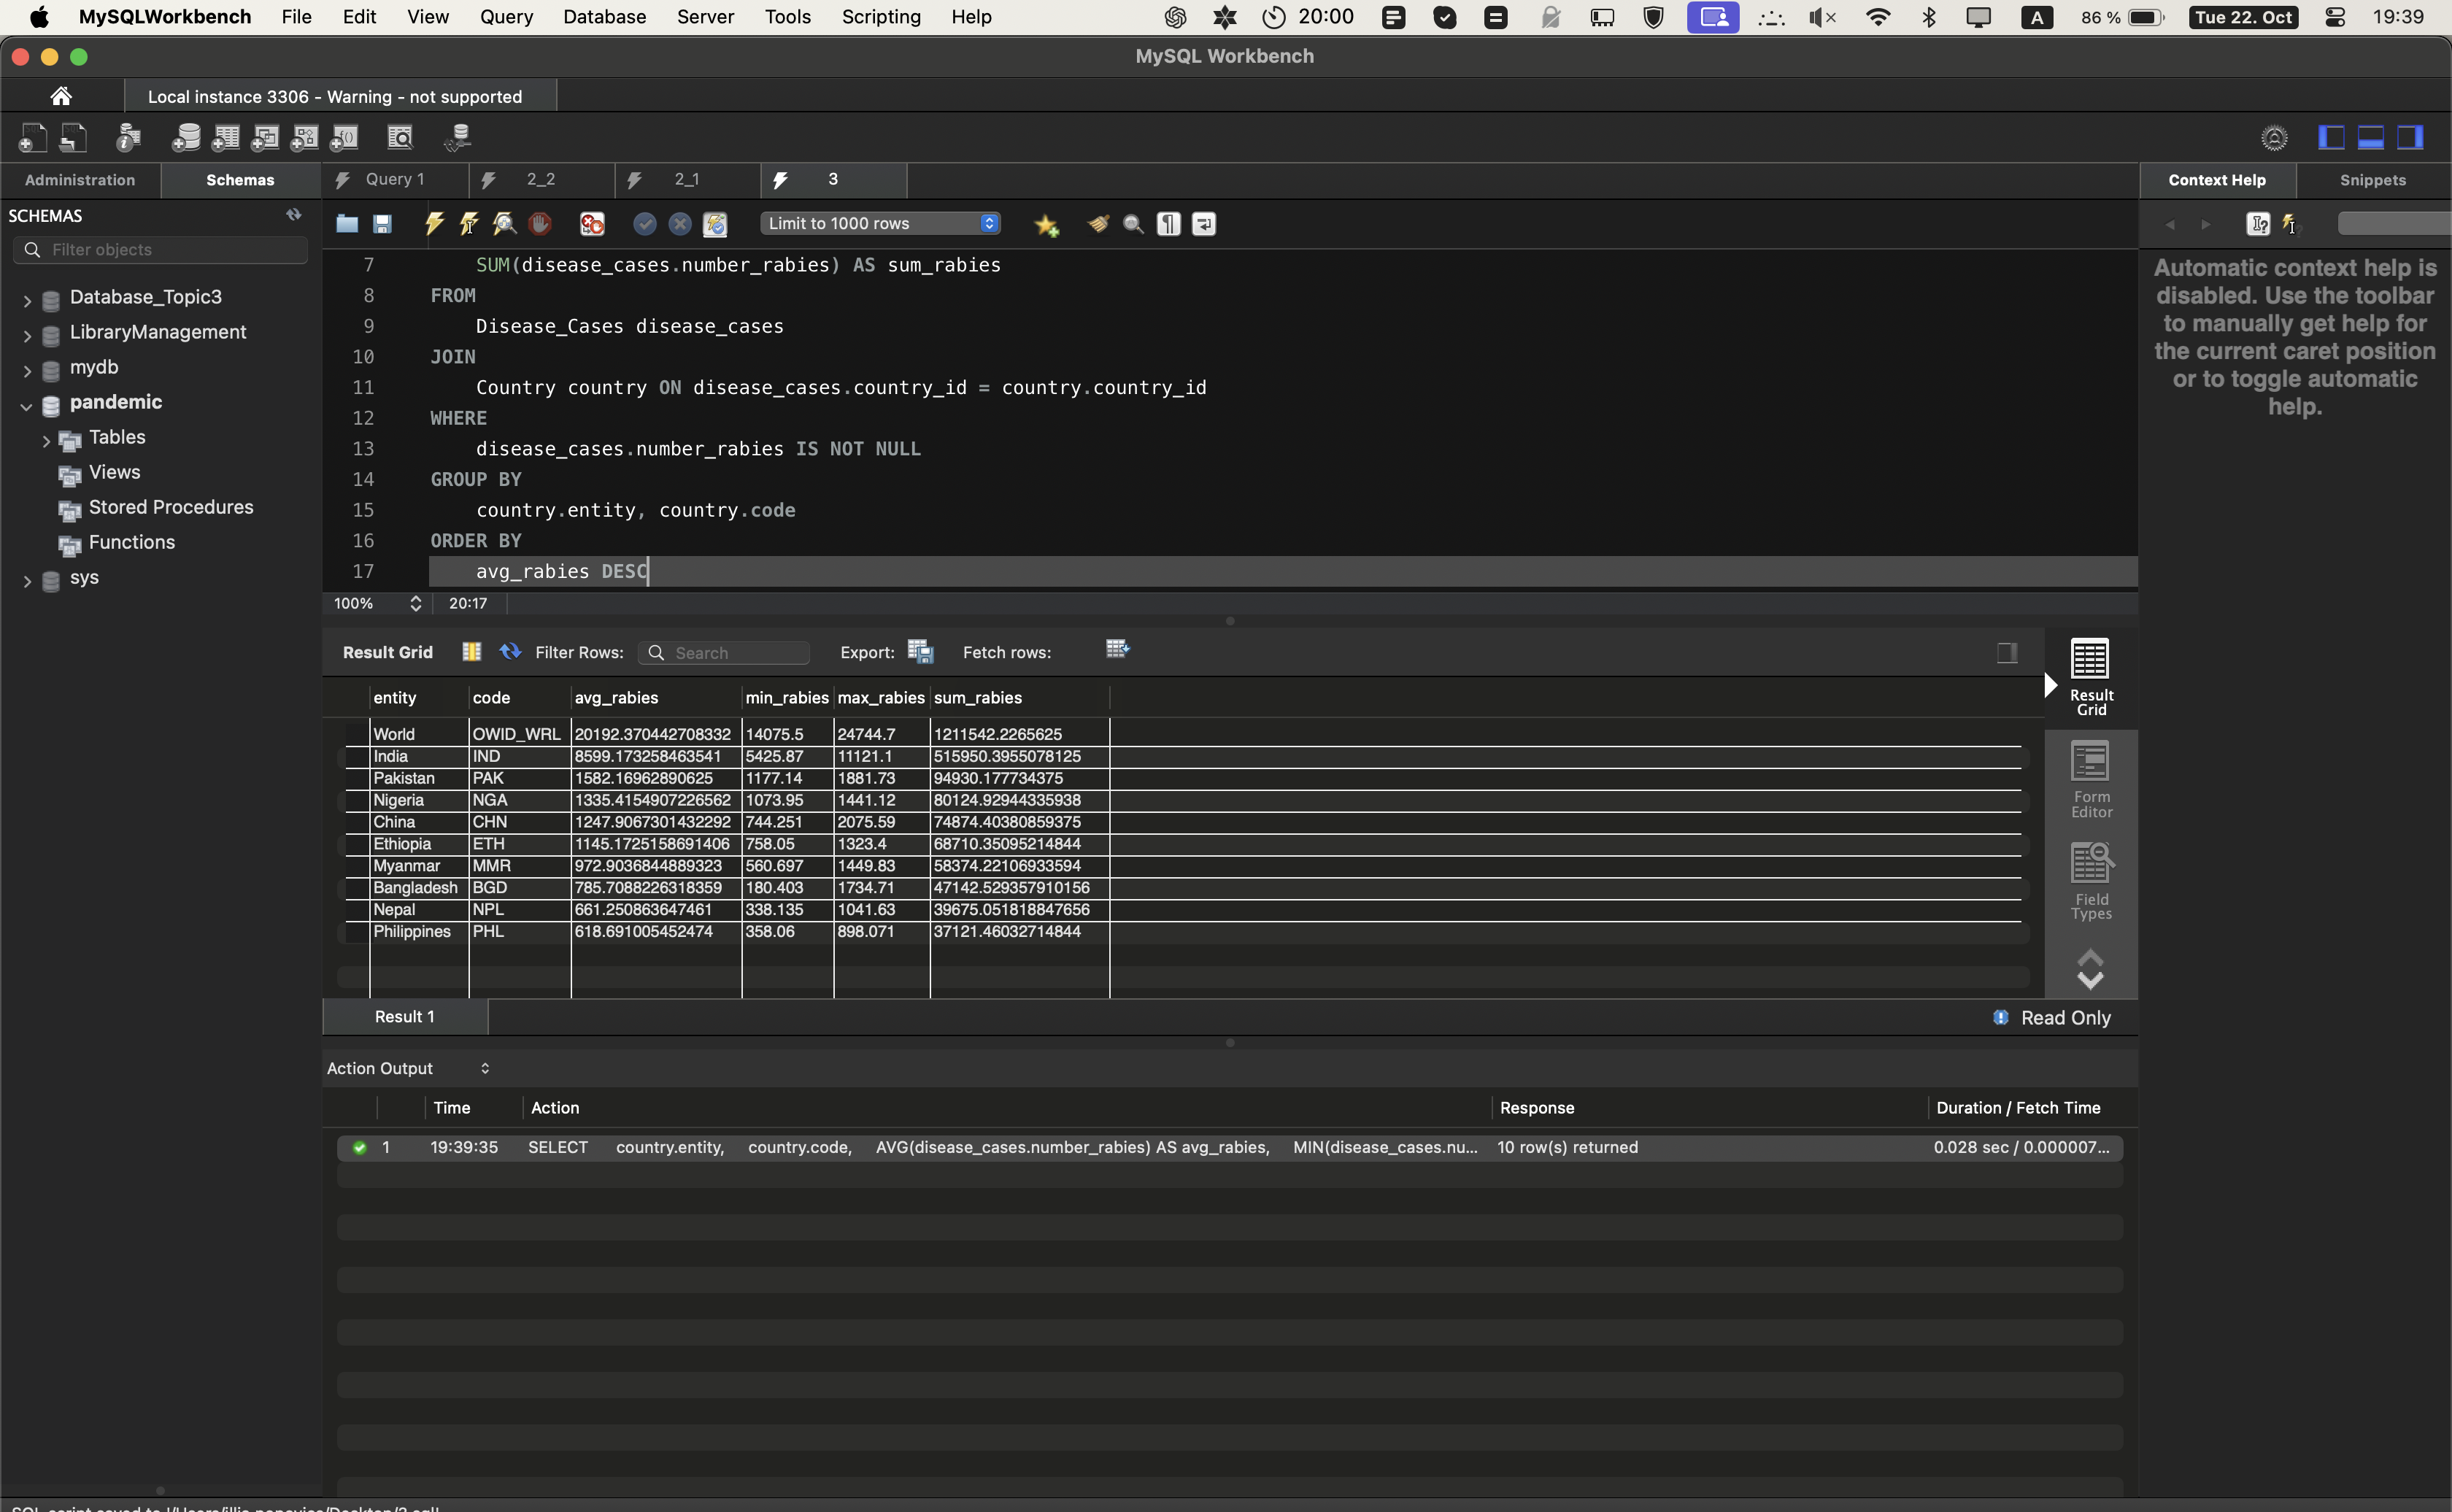 MySQLWorkbench File Edit View Query Database Server Tools Scripting Help 20:00 A 86 % Tue 22. Oct 19:39
MySQL Workbench
Local instance 3306 - Warning - not supported
Administration Schemas Query 1 2_2 2_1 3 Context Help Snippets
SCHEMAS
Limit to 1000 rows
Filter objects
Database_Topic3
LibraryManagement
mydb
pandemic
Tables
Views
Stored Procedures
Functions
sys
7 SUM(disease_cases.number_rabies) AS sum_rabies
8 FROM
9 Disease_Cases disease_cases
10 JOIN
11 Country country ON disease_cases.country_id = country.country_id
12 WHERE
13 disease_cases.number_rabies IS NOT NULL
14 GROUP BY
15 country.entity, country.code
16 ORDER BY
17 avg_rabies DESC
100% 20:17
Automatic context help is
disabled. Use the toolbar
to manually get help for
the current caret position
or to toggle automatic
help.
Result Grid Filter Rows: Search Export: Fetch rows:
entity code avg_rabies min_rabies max_rabies sum_rabies
World OWID_WRL 20192.370442708332 14075.5 24744.7 1211542.2265625
India IND 8599.173258463541 5425.87 11121.1 515950.3955078125
Pakistan PAK 1582.16962890625 1177.14 1881.73 94930.177734375
Nigeria NGA 1335.4154907226562 1073.95 1441.12 80124.92944335938
China CHN 1247.9067301432292 744.251 2075.59 74874.40380859375
Ethiopia ETH 1145.1725158691406 758.05 1323.4 68710.35095214844
Myanmar MMR 972.9036844889323 560.697 1449.83 58374.22106933594
Bangladesh BGD 785.7088226318359 180.403 1734.71 47142.529357910156
Nepal NPL 661.250863647461 338.135 1041.63 39675.051818847656
Philippines PHL 618.691005452474 358.06 898.071 37121.46032714844
Result
Grid
Form
Editor
Field
Types
Result 1 Read Only
Action Output
Time Action Response Duration / Fetch Time
1 19:39:35 SELECT country.entity, country.code, AVG(disease_cases.number_rabies) AS avg_rabies, MIN(disease_cases.nu... 10 row(s) returned 0.028 sec / 0.000007...